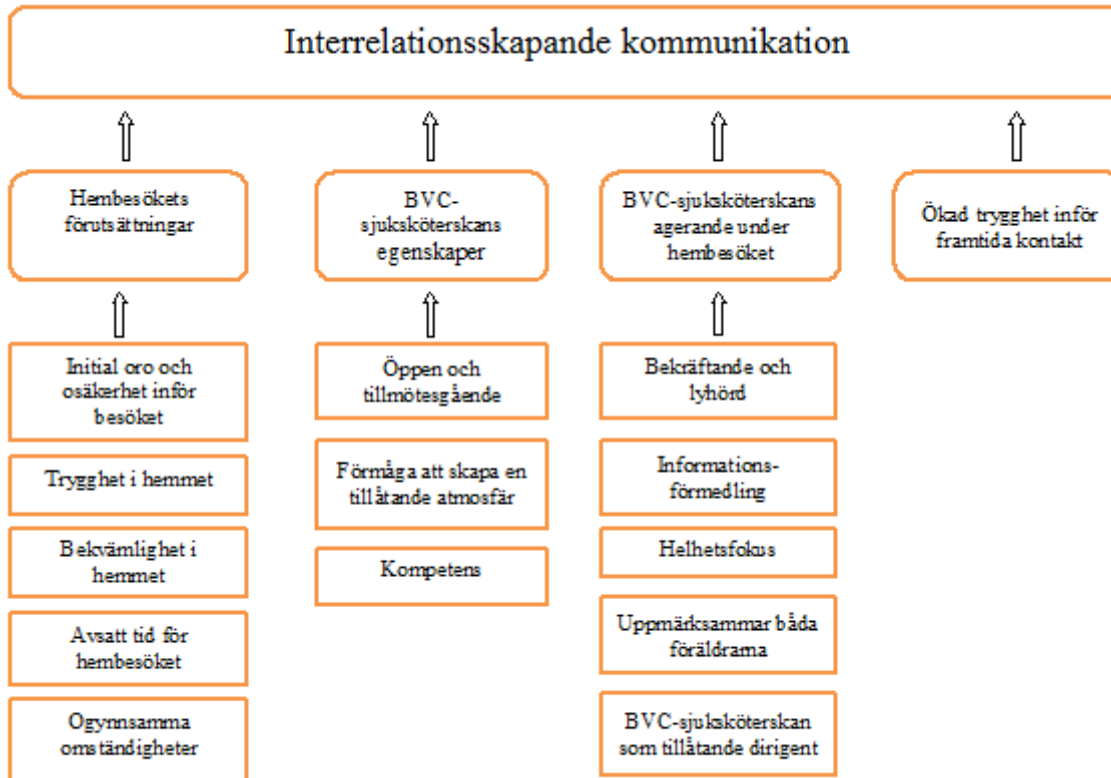 Interrelationsskapande kommunikation
Hembesökets
förutsättningar
BVC-
sjuksköterskans
egenskaper
BVC-sjuksköterskans
agerande under
hembesöket
Ökad trygghet inför
framtida kontakt
Initial oro och
osäkerhet inför
besöket
Trygghet i hemmet
Bekvämlighet i
hemmet
Avsatt tid för
hembesöket
Ogynnsamma
omständigheter
Öppen och
tillmötesgående
Förmåga att skapa en
tillåtande atmosfär
Kompetens
Bekräftande och
lyhörd
Informations-
förmedling
Helhetsfokus
Uppmärksammar båda
föräldrarna
BVC-sjuksköterskan
som tillåtande dirigent